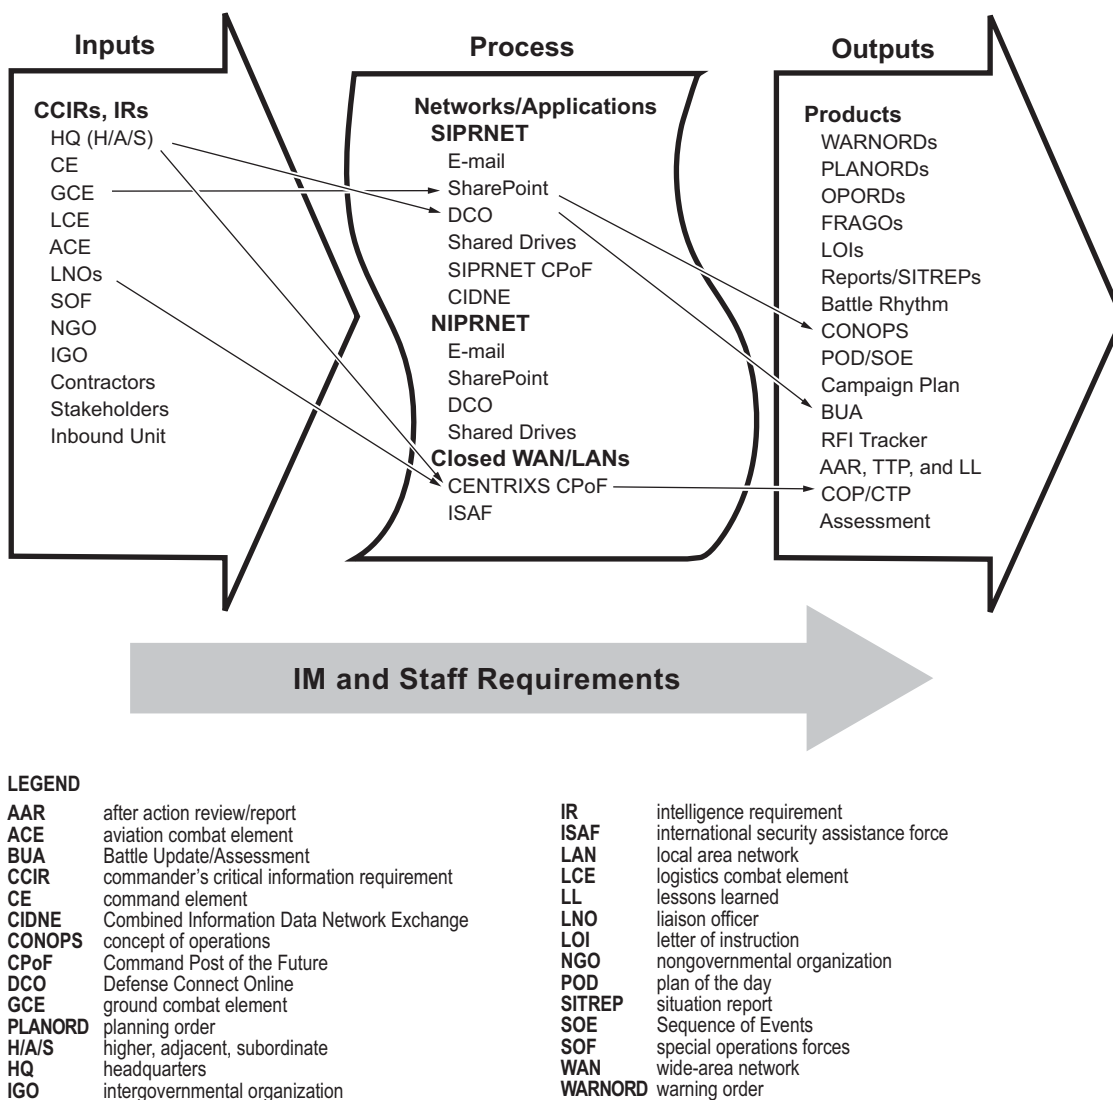 Inputs
CCIRs, IRs
HQ (H/A/S)
CE
GCE
LCE
ACE
LNOs
SOF
NGO
IGO
Contractors
Stakeholders
Inbound Unit
Process
Networks/Applications
SIPRNET
E-mail
SharePoint
DCO
Shared Drives
SIPRNET CPoF
CIDNE
NIPRNET
E-mail
SharePoint
DCO
Shared Drives
Closed WAN/LANs
CENTRIXS CPoF
ISAF
Outputs
Products
WARNORDs
PLANORDs
OPORDs
FRAGOs
LOIs
Reports/SITREPs
Battle Rhythm
CONOPS
POD/SOE
Campaign Plan
BUA
RFI Tracker
AAR, TTP, and LL
COP/CTP
Assessment
IM and Staff Requirements
LEGEND
AAR after action review/report
ACE aviation combat element
BUA Battle Update/Assessment
CCIR commander's critical information requirement
CE command element
CIDNE Combined Information Data Network Exchange
CONOPS concept of operations
CPoF Command Post of the Future
DCO Defense Connect Online
GCE ground combat element
PLANORD planning order
H/A/S higher, adjacent, subordinate
HQ headquarters
IGO intergovernmental organization
IR intelligence requirement
ISAF international security assistance force
LAN local area network
LCE logistics combat element
LL lessons learned
LNO liaison officer
LOI letter of instruction
NGO nongovernmental organization
POD plan of the day
SITREP situation report
SOE Sequence of Events
SOF special operations forces
WAN wide-area network
WARNORD warning order